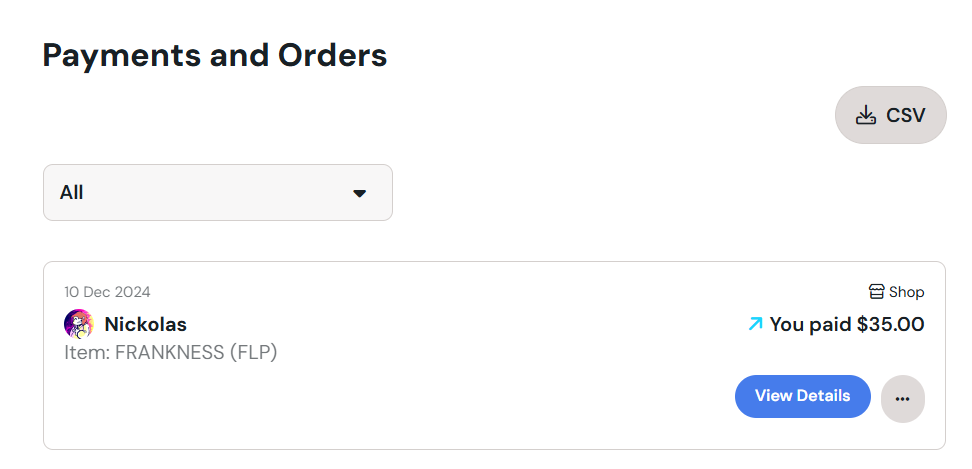 Payments and Orders
CSV
All
10 Dec 2024
Shop
Nickolas
You paid $35.00
Item: FRANKNESS (FLP)
View Details